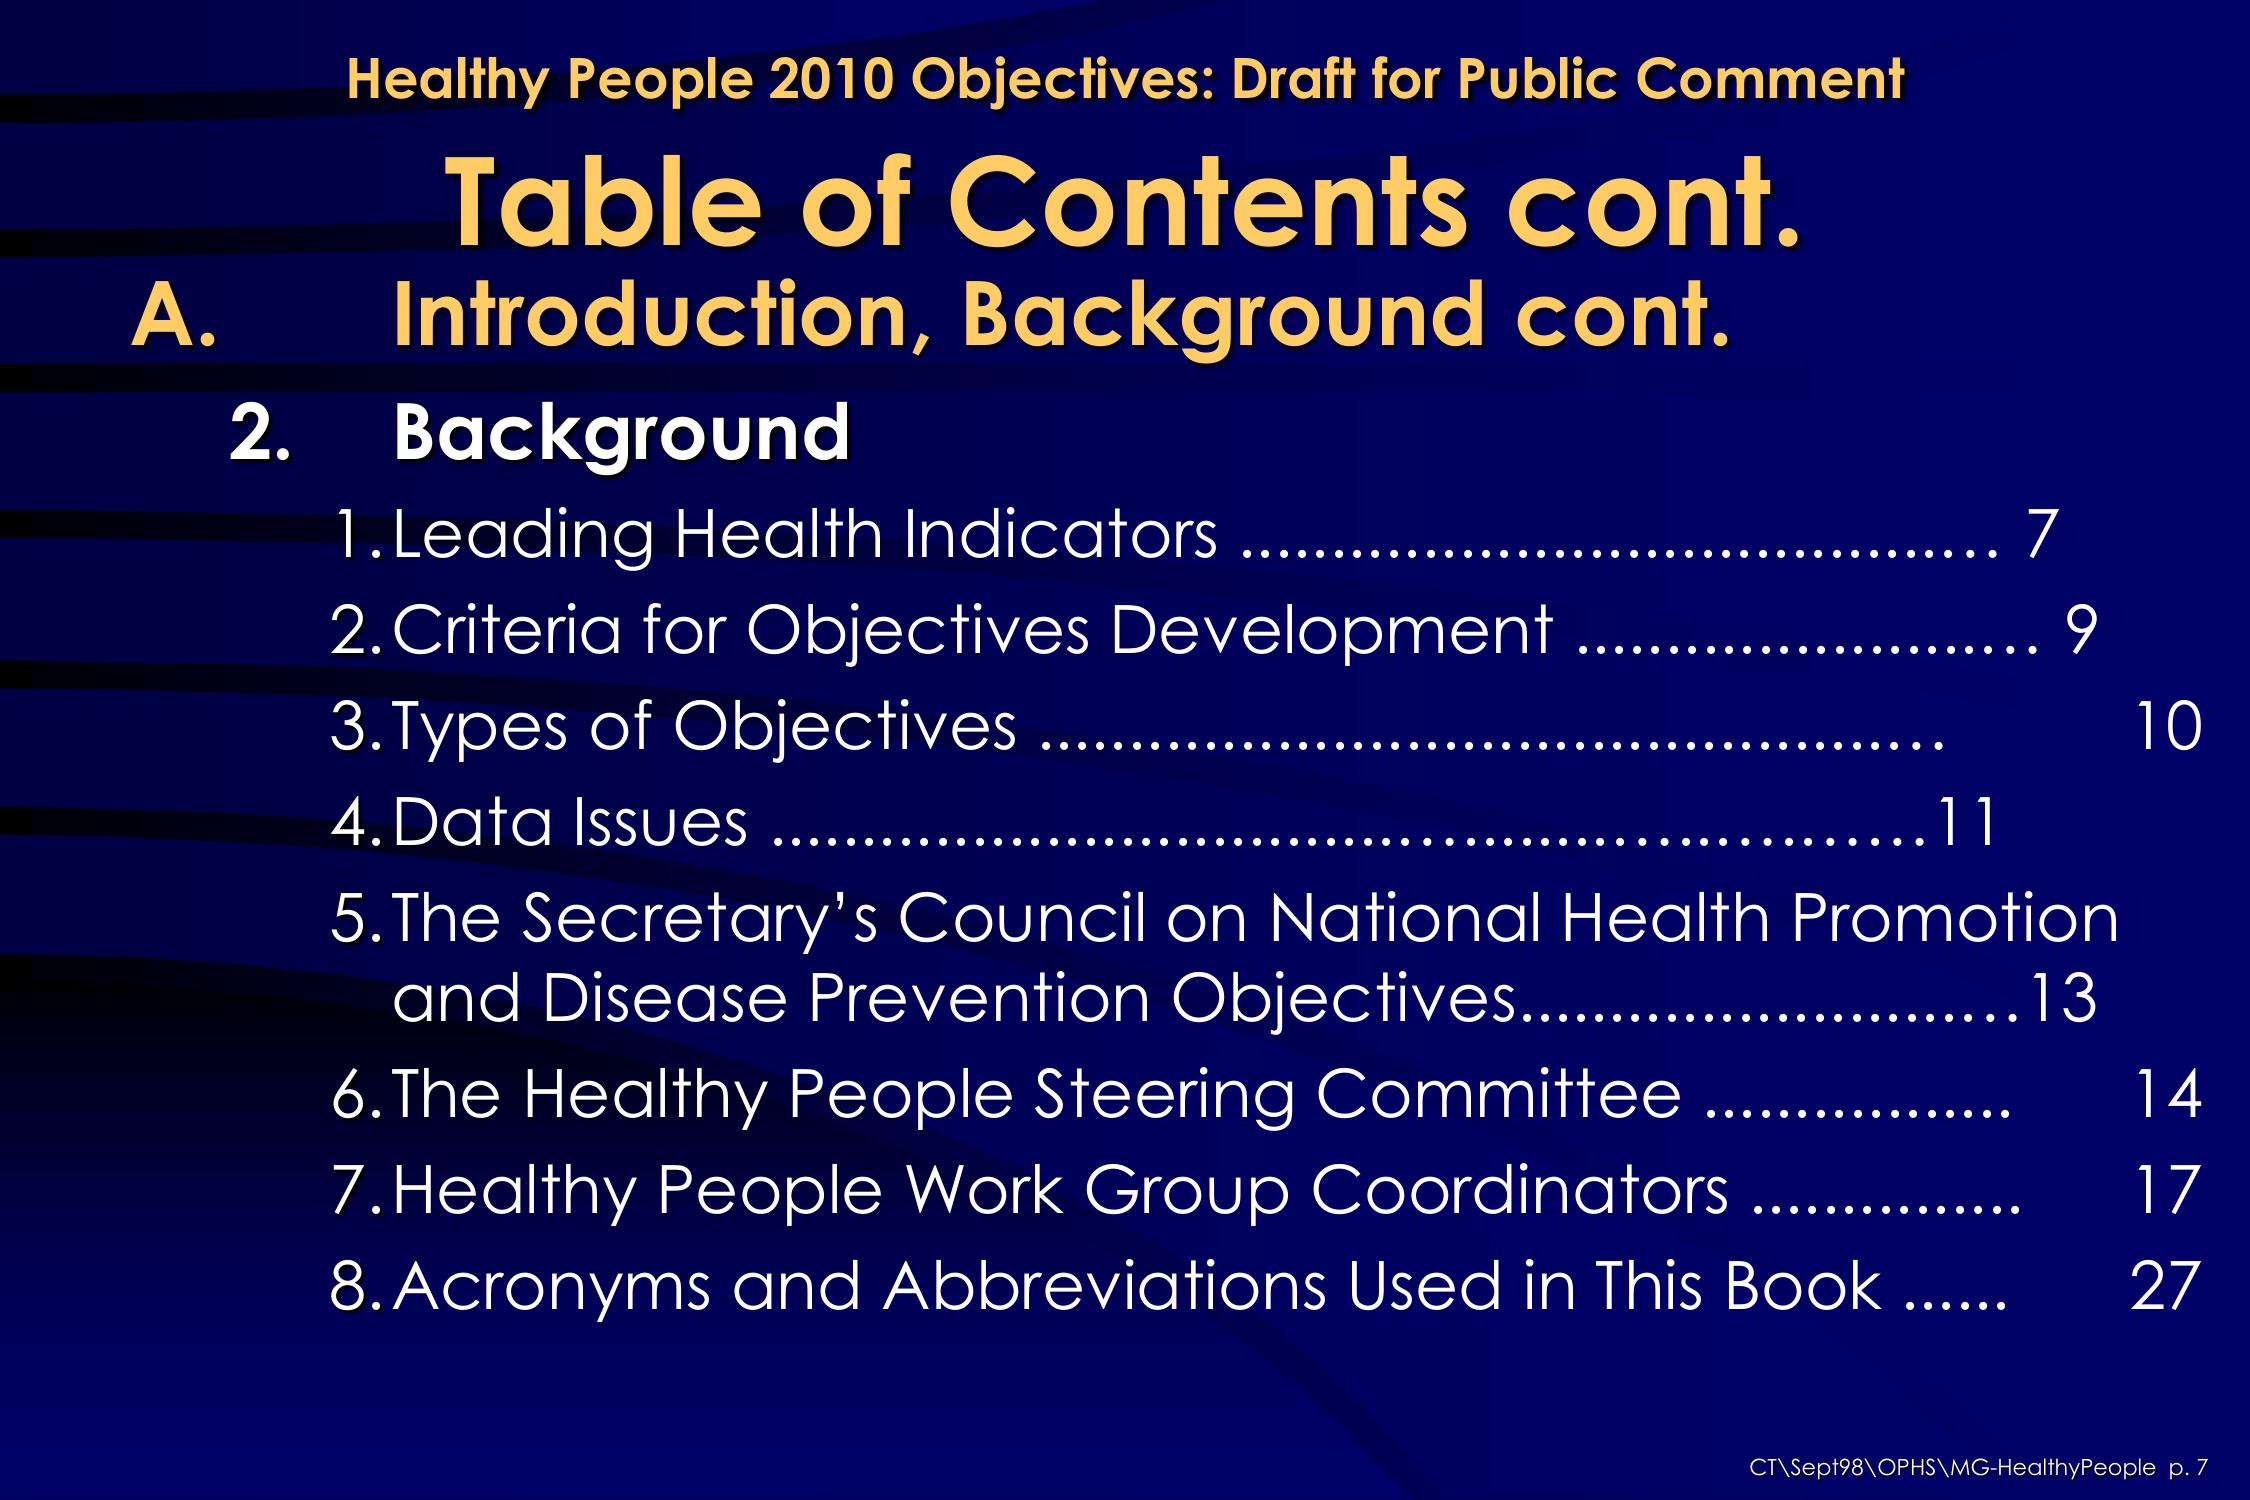 Healthy People 2010 Objectives: Draft for Public Comment
Table of Contents cont.
A. Introduction, Background cont.
2. Background
1. Leading Health Indicators ............................................. 7
2. Criteria for Objectives Development ........................... 9
3. Types of Objectives .................................................... 10
4. Data Issues ...............................................................11
5. The Secretary’s Council on National Health Promotion
and Disease Prevention Objectives.............................13
6. The Healthy People Steering Committee ................. 14
7. Healthy People Work Group Coordinators ............... 17
8. Acronyms and Abbreviations Used in This Book ...... 27
CT\Sept98\OPHS\MG-HealthyPeople p. 7